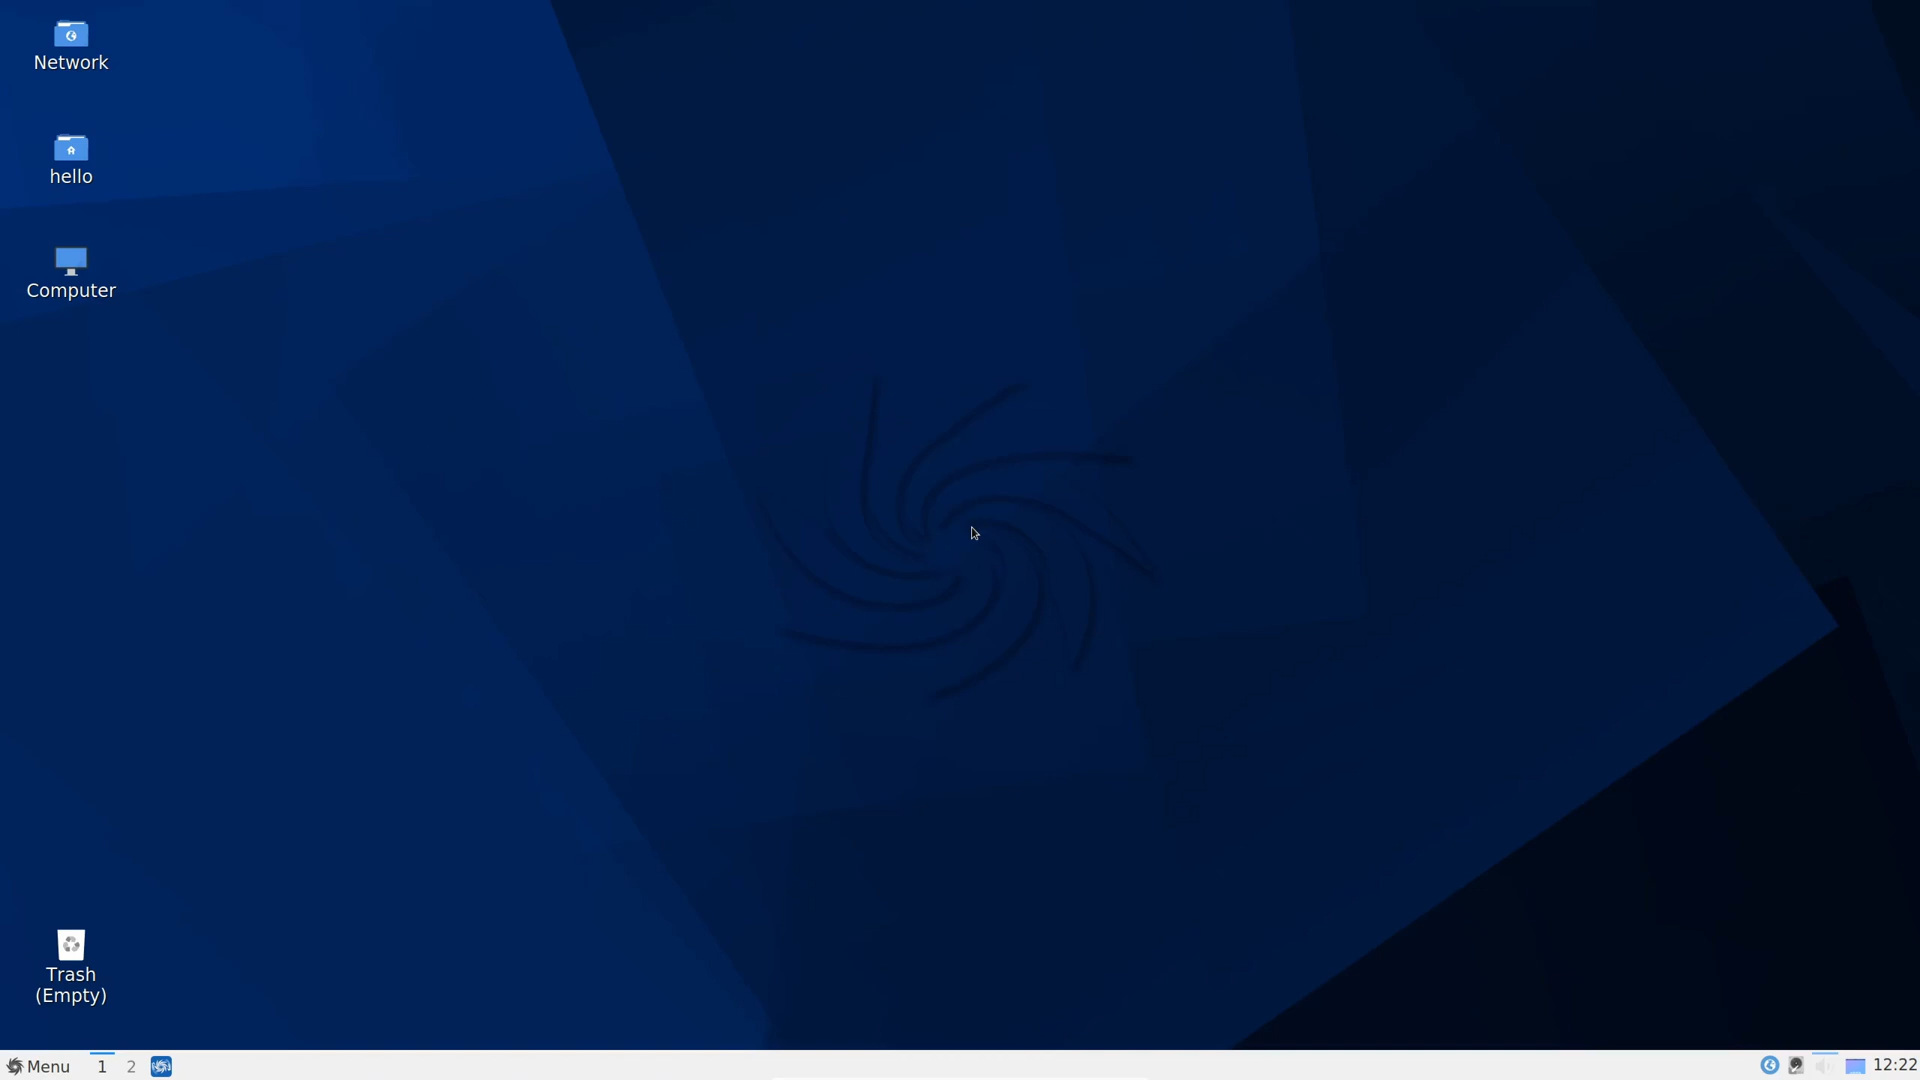 Network
hello
Computer
Trash
(Empty)
Menu 1 2 12:22